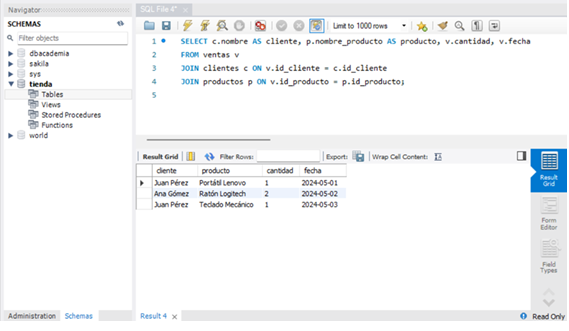 Navigator
SCHEMAS
Filter objects
dbacademia
sakila
sys
tienda
Tables
Views
Stored Procedures
Functions
world
Administration Schemas
SQL File 4*
Limit to 1000 rows
1 SELECT c.nombre AS cliente, p.nombre_producto AS producto, v.cantidad, v.fecha
2 FROM ventas v
3 JOIN clientes c ON v.id_cliente = c.id_cliente
4 JOIN productos p ON v.id_producto = p.id_producto;
5
Result Grid Filter Rows: Export: Wrap Cell Content:
cliente producto cantidad fecha
Juan Pérez Portátil Lenovo 1 2024-05-01
Ana Gómez Ratón Logitech 2 2024-05-02
Juan Pérez Teclado Mecánico 1 2024-05-03
Result
Grid
Form
Editor
Field
Types
Result 4
Read Only